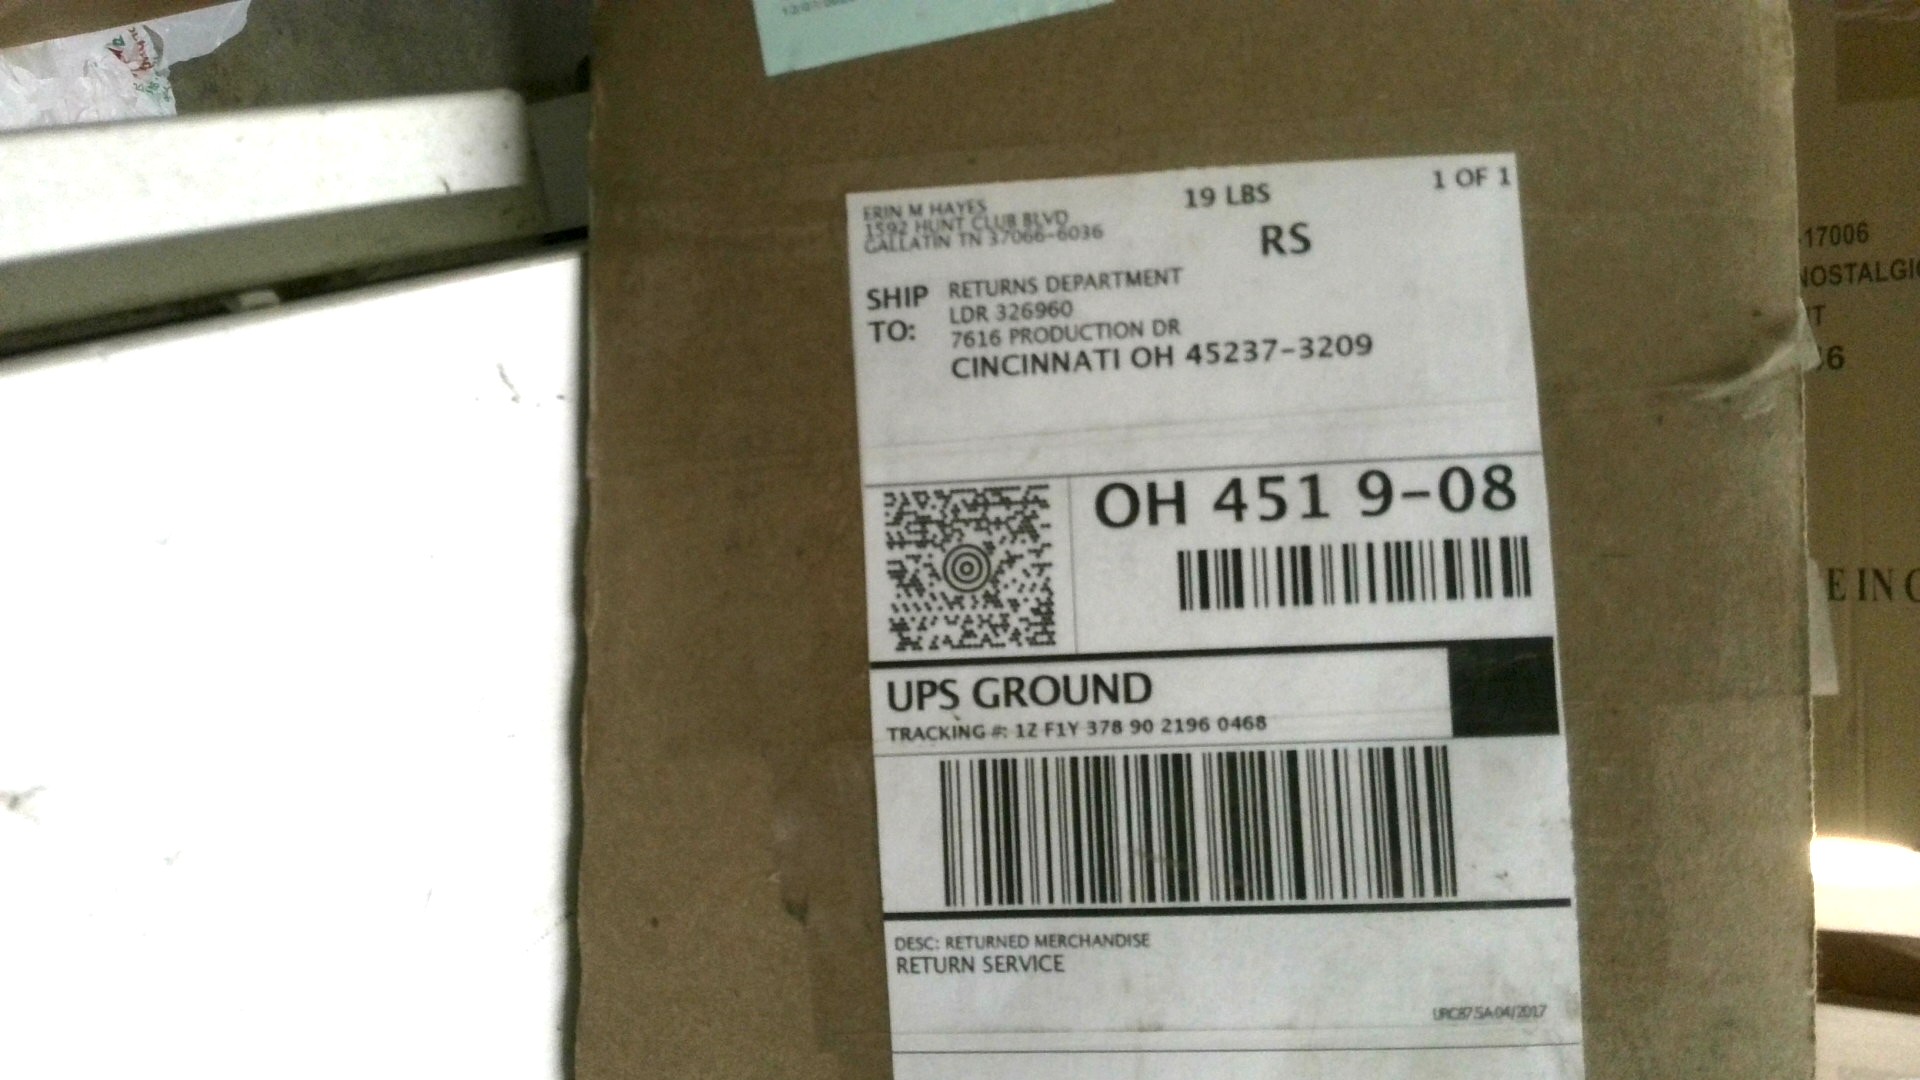 ERIN M HAYES
1592 HUNT CLUB BLVD
GALLATIN TN 37066-6036
19 LBS
1 OF 1
RS
SHIP TO:
RETURNS DEPARTMENT
LDR 326960
7616 PRODUCTION DR
CINCINNATI OH 45237-3209
OH 451 9-08
UPS GROUND
TRACKING #: 1Z F1Y 378 90 2196 0468
DESC: RETURNED MERCHANDISE
RETURN SERVICE
17006
NOSTALGI
E IN